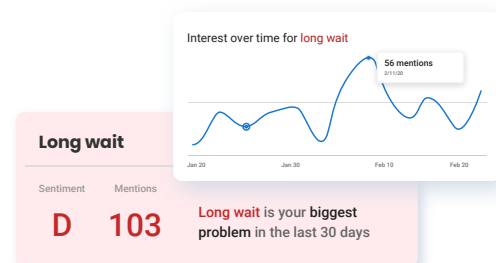 Interest over time for long wait
56 mentions
2/11/20
Jan 20 Jan 30 Feb 10 Feb 20
Long wait
Sentiment Mentions
D 103
Long wait is your biggest
problem in the last 30 days